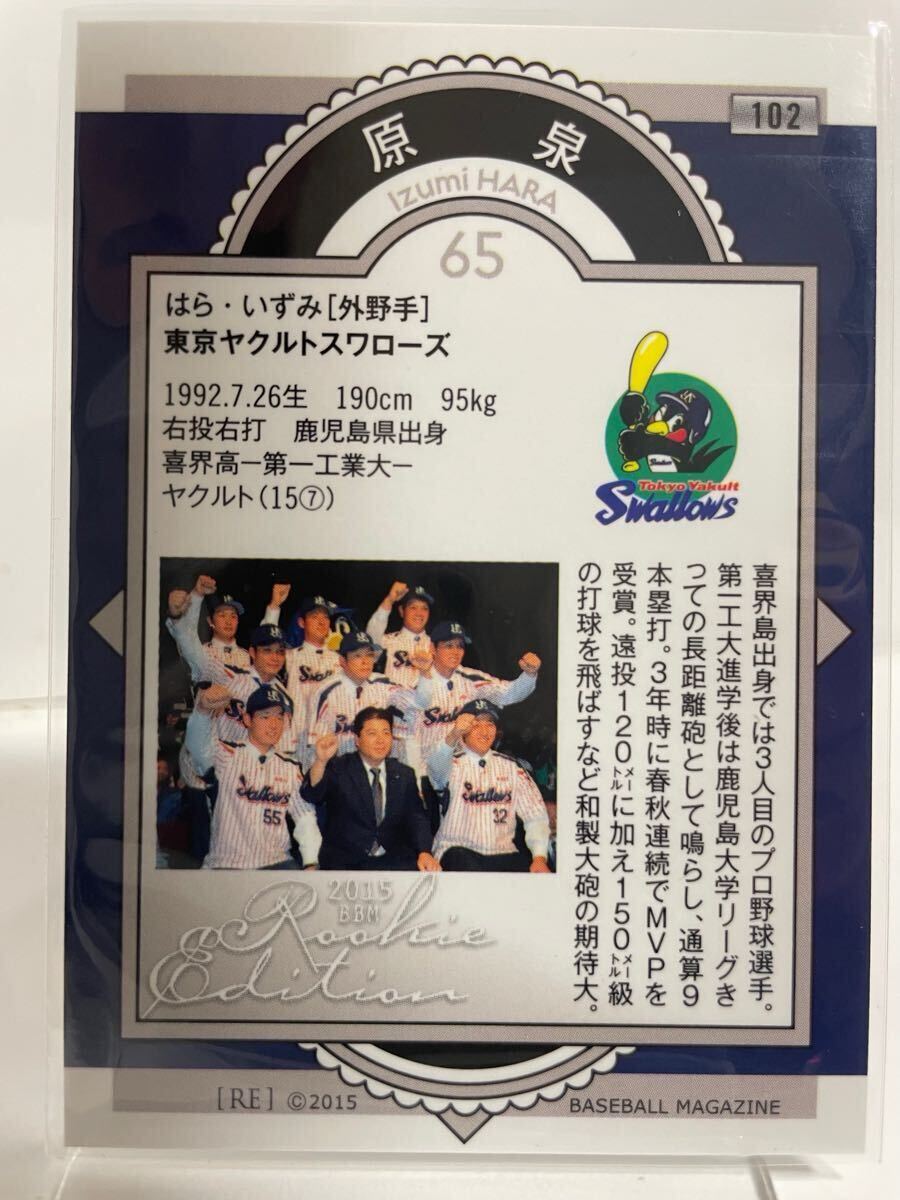 102
原 泉
Izumi HARA
65
はら・いずみ[外野手]
東京ヤクルトスワローズ
1992.7.26生 190cm 95kg
右投右打 鹿児島県出身
喜界高ー第一工業大ー
ヤクルト(15⑦)
Tokyo Yakult
Swallows
喜界島出身では3人目のプロ野球選手。
第一工大進学後は鹿児島大学リーグき
っての長距離砲として鳴らし、通算9
本塁打。3年時に春秋連続でMVPを
受賞。遠投120メートルに加え150メートル級
の打球を飛ばすなど和製大砲の期待大。
Swallows
55
Swallows
32
2015
BBM
Rookie
Edition
[RE] ©2015
BASEBALL MAGAZINE